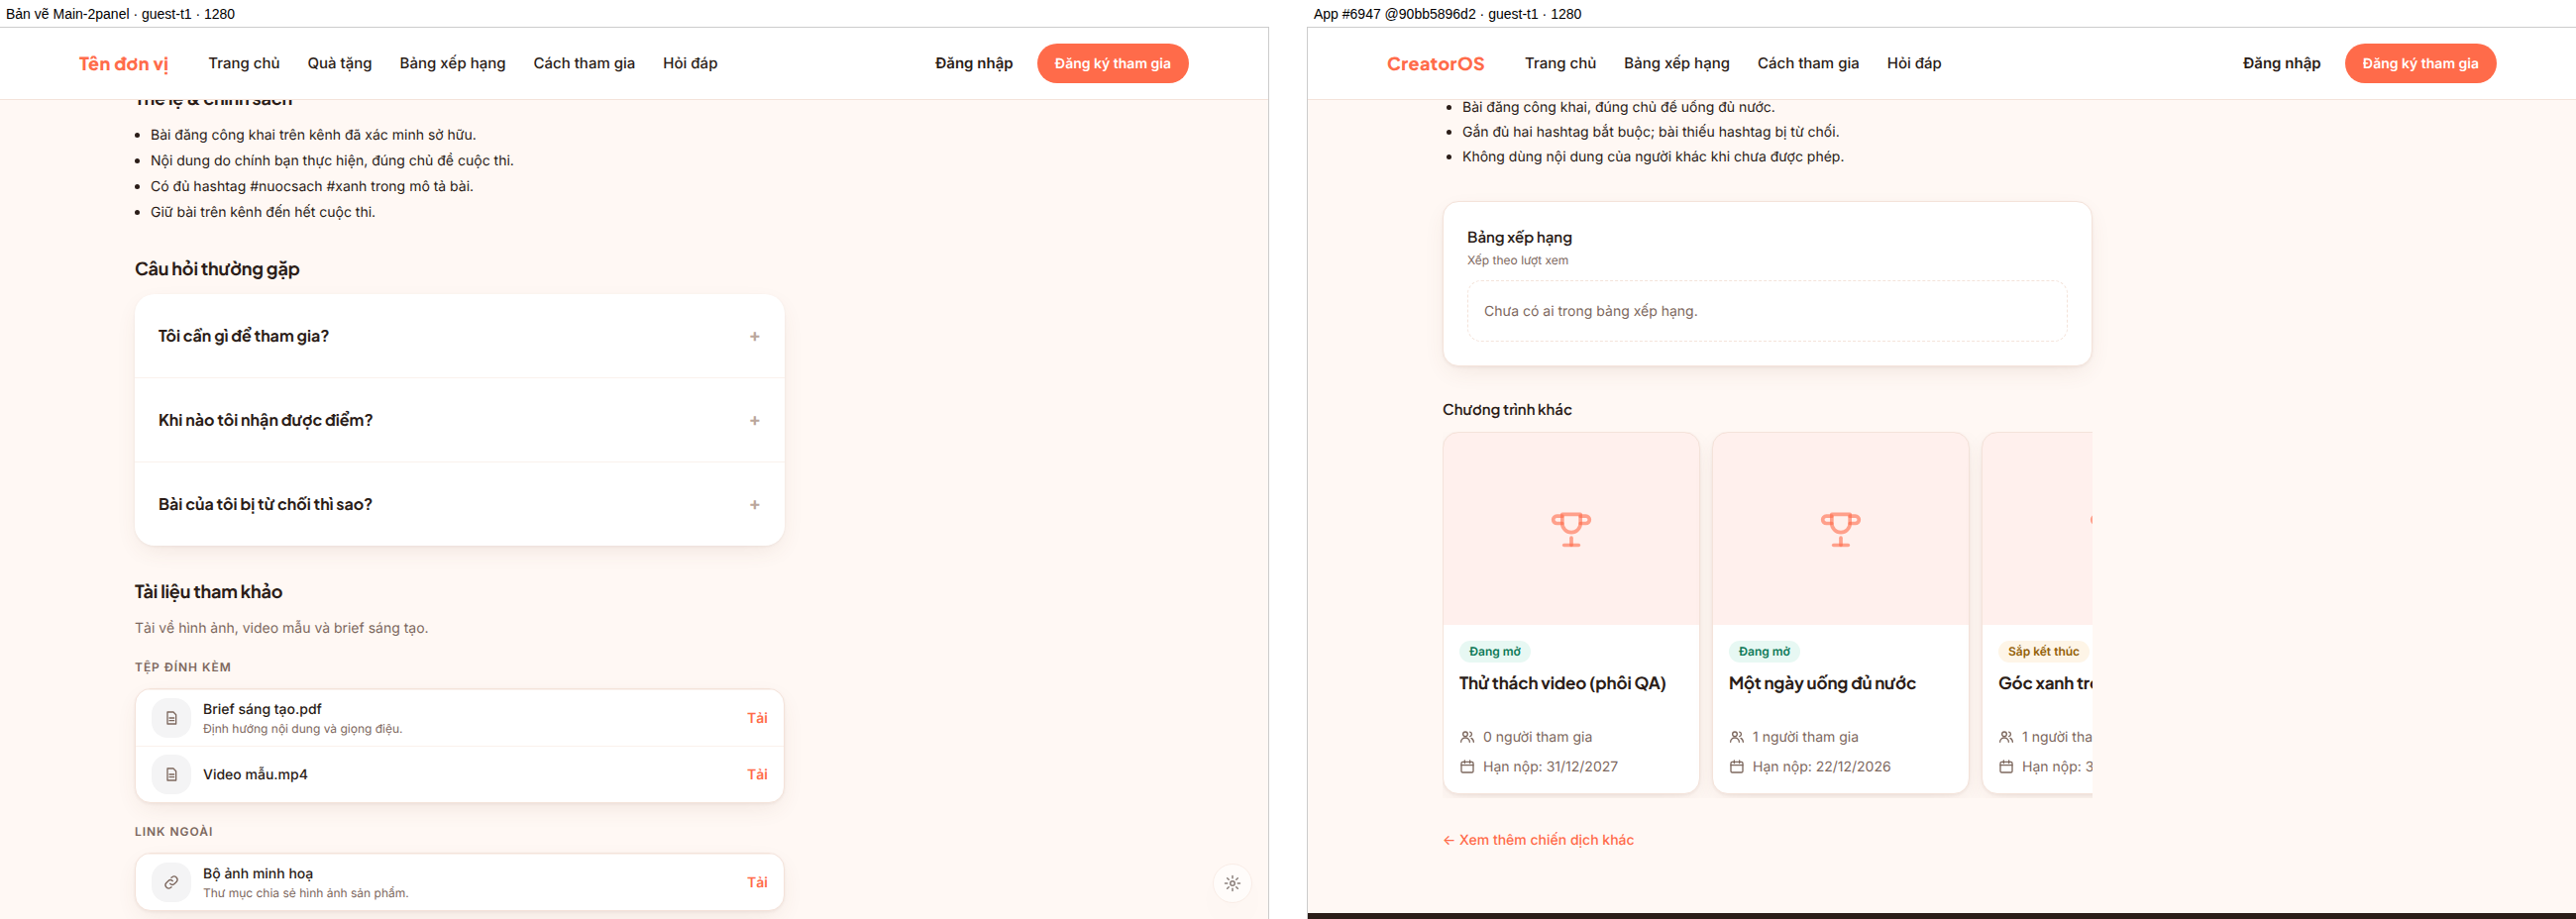 Bản vẽ Main-2panel · guest-t1 · 1280
Tên đơn vị
Trang chủ
Quà tặng
Bảng xếp hạng
Cách tham gia
Hỏi đáp
Đăng nhập
Đăng ký tham gia
Thể lệ & chính sách
Bài đăng công khai trên kênh đã xác minh sở hữu.
Nội dung do chính bạn thực hiện, đúng chủ đề cuộc thi.
Có đủ hashtag #nuocsach #xanh trong mô tả bài.
Giữ bài trên kênh đến hết cuộc thi.
Câu hỏi thường gặp
Tôi cần gì để tham gia? +
Khi nào tôi nhận được điểm? +
Bài của tôi bị từ chối thì sao? +
Tài liệu tham khảo
Tải về hình ảnh, video mẫu và brief sáng tạo.
TỆP ĐÍNH KÈM
Brief sáng tạo.pdf
Định hướng nội dung và giọng điệu.
Tải
Video mẫu.mp4
Tải
LINK NGOÀI
Bộ ảnh minh hoạ
Thư mục chia sẻ hình ảnh sản phẩm.
Tải
App #6947 @90bb5896d2 · guest-t1 · 1280
CreatorOS
Trang chủ
Bảng xếp hạng
Cách tham gia
Hỏi đáp
Đăng nhập
Đăng ký tham gia
Bài đăng công khai, đúng chủ đề uống đủ nước.
Gắn đủ hai hashtag bắt buộc; bài thiếu hashtag bị từ chối.
Không dùng nội dung của người khác khi chưa được phép.
Bảng xếp hạng
Xếp theo lượt xem
Chưa có ai trong bảng xếp hạng.
Chương trình khác
Đang mở
Thử thách video (phôi QA)
0 người tham gia
Hạn nộp: 31/12/2027
Đang mở
Một ngày uống đủ nước
1 người tham gia
Hạn nộp: 22/12/2026
Sắp kết thúc
Góc xanh
1 người
Hạn nộp: 3
← Xem thêm chiến dịch khác